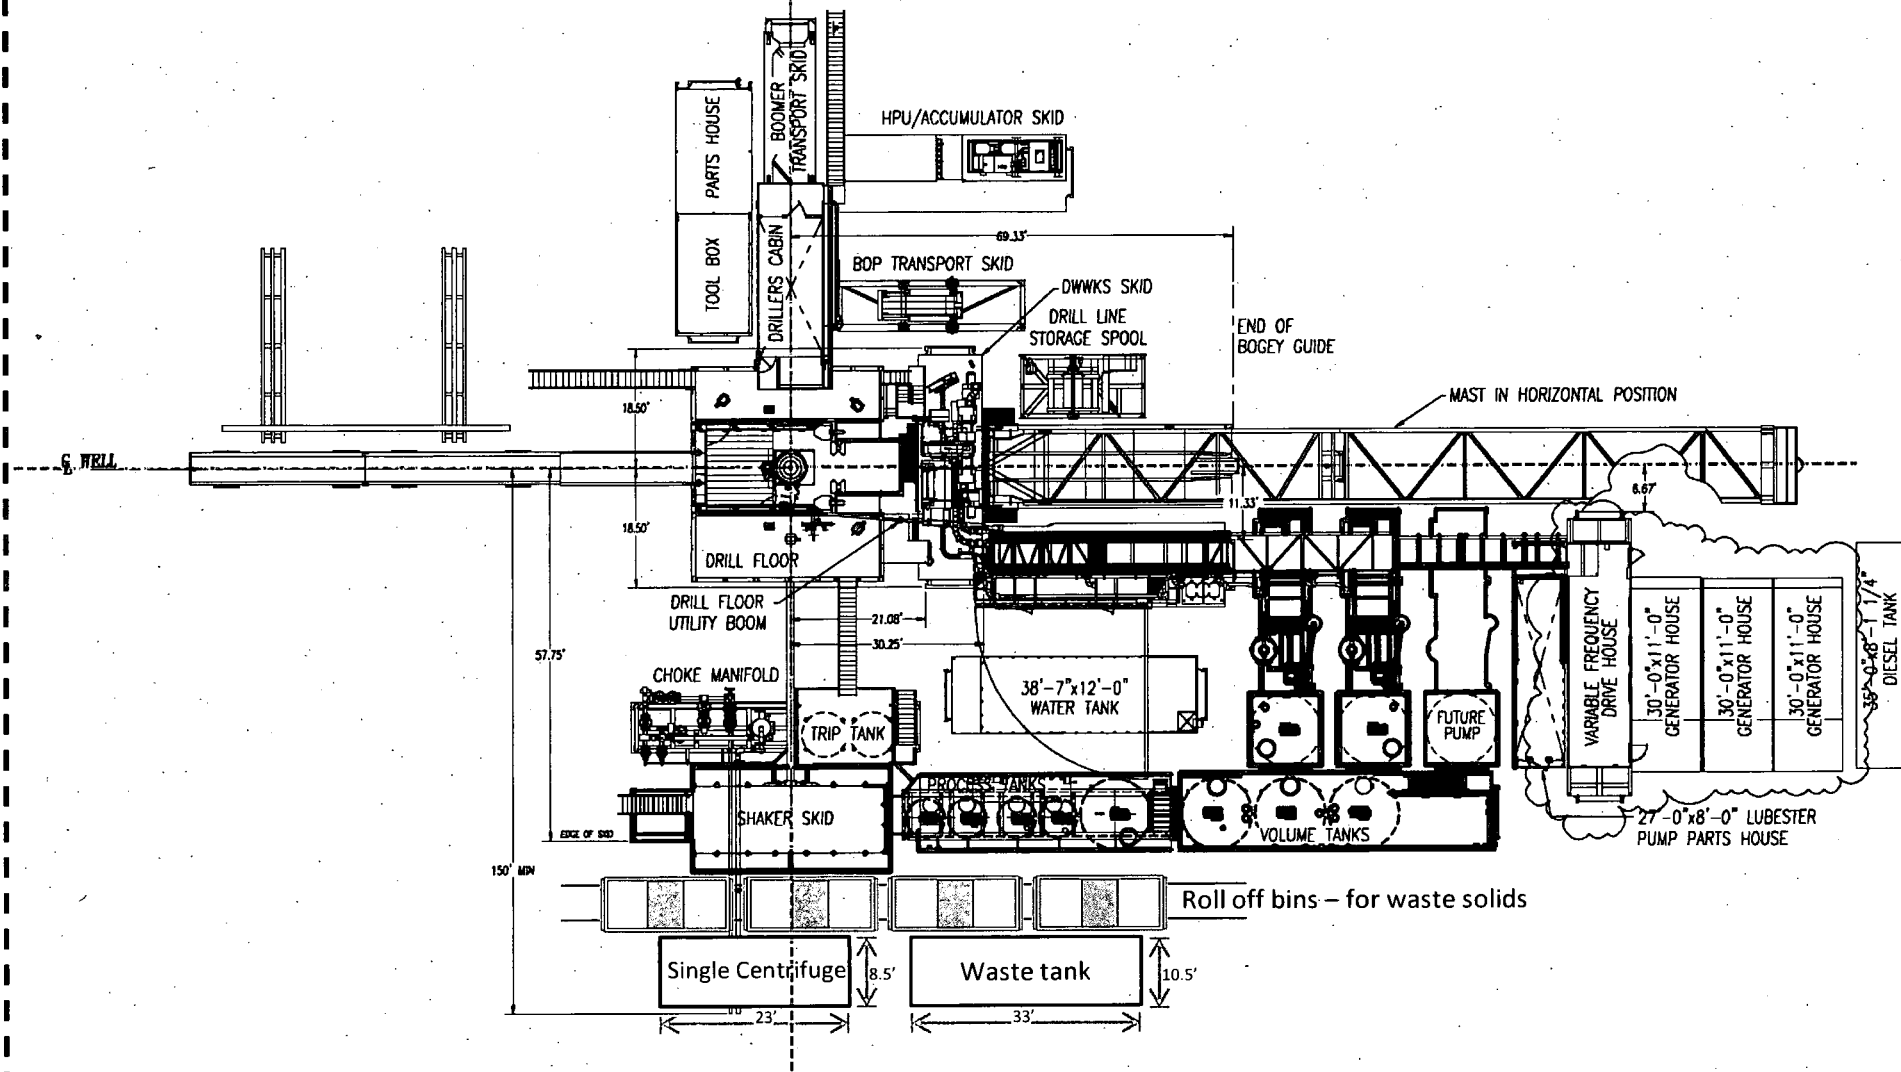 BOOMER
TRANSPORT SKID
PARTS HOUSE
HPU/ACCUMULATOR SKID
TOOL BOX
DRILLERS CABIN
69.33'
BOP TRANSPORT SKID
DWWKS SKID
DRILL LINE
STORAGE SPOOL
END OF
BOGEY GUIDE
MAST IN HORIZONTAL POSITION
18.50'
℄ WELL
6.67'
11.33'
18.50'
DRILL FLOOR
DRILL FLOOR
UTILITY BOOM
21.08'
30.25'
57.75'
CHOKE MANIFOLD
TRIP TANK
38'-7"x12'-0"
WATER TANK
FUTURE
PUMP
VARIABLE FREQUENCY
DRIVE HOUSE
30'-0"x11'-0"
GENERATOR HOUSE
30'-0"x11'-0"
GENERATOR HOUSE
30'-0"x11'-0"
GENERATOR HOUSE
35'-0"x8'-1 1/4"
DIESEL TANK
PROCESS TANKS
SHAKER SKID
VOLUME TANKS
27'-0"x8'-0" LUBESTER
PUMP PARTS HOUSE
EDGE OF SKID
150' MIN
Roll off bins – for waste solids
Single Centrifuge
8.5'
Waste tank
10.5'
23'
33'